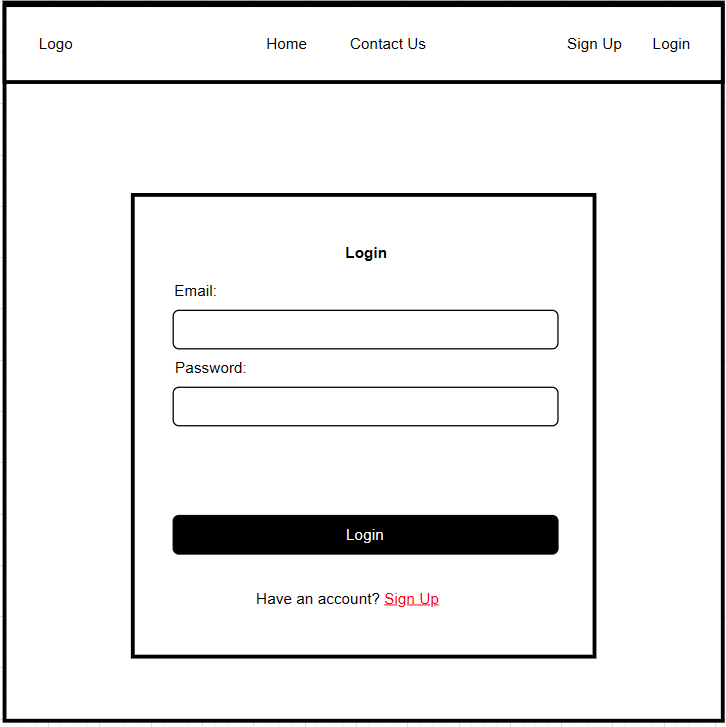 Logo Home Contact Us Sign Up Login
Login
Email:
Password:
Login
Have an account? Sign Up